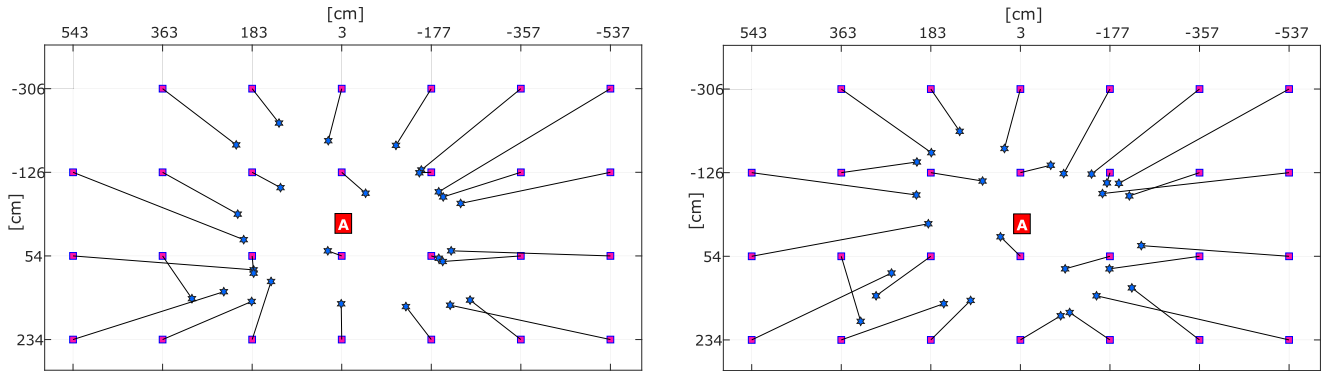 [cm] [cm]
543 363 183 3 -177 -357 -537 543 363 183 3 -177 -357 -537
-306 -306
-126 -126
[cm] A [cm] A
54 54
234 234